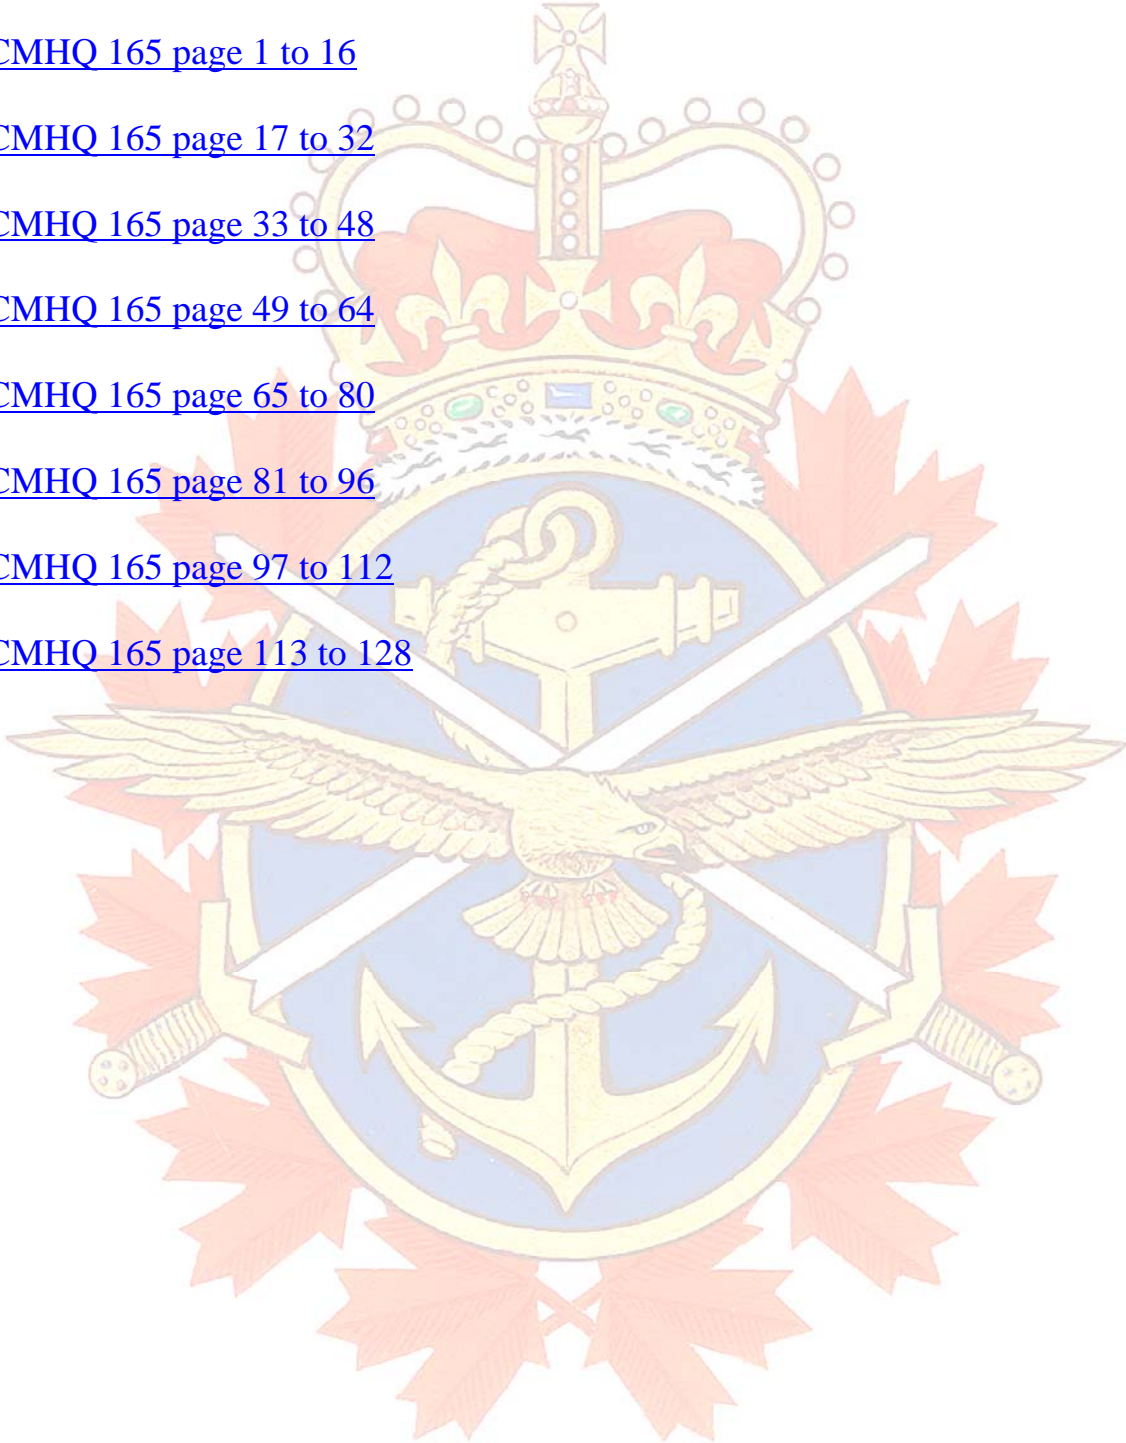 CMHQ 165 page 1 to 16
CMHQ 165 page 17 to 32
CMHQ 165 page 33 to 48
CMHQ 165 page 49 to 64
CMHQ 165 page 65 to 80
CMHQ 165 page 81 to 96
CMHQ 165 page 97 to 112
CMHQ 165 page 113 to 128